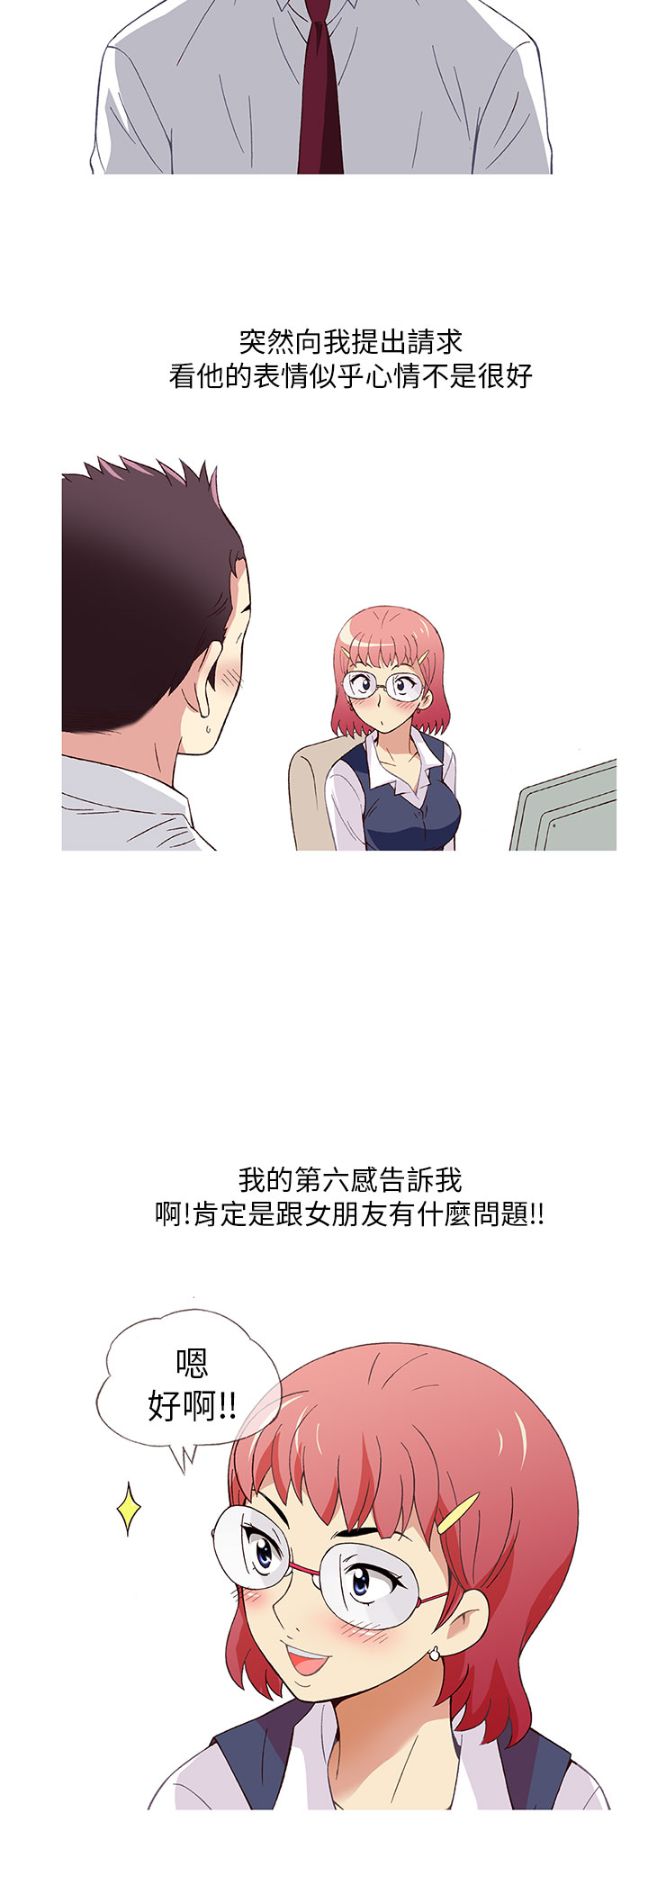 突然向我提出請求
看他的表情似乎心情不是很好
我的第六感告訴我
啊!肯定是跟女朋友有什麼問題!!
嗯
好啊!!